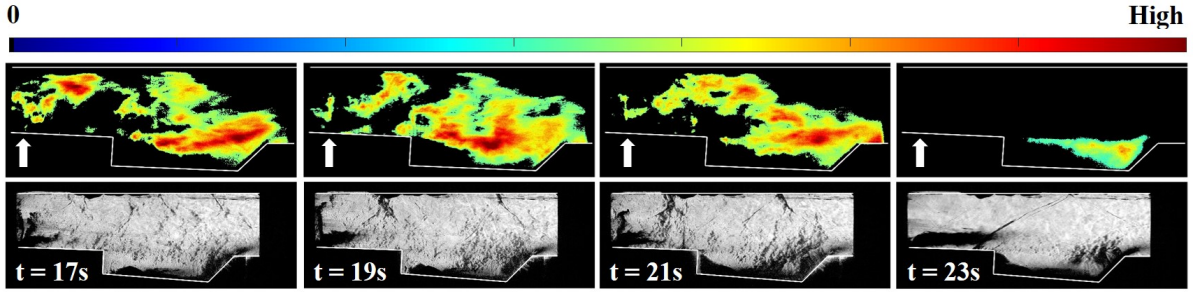 0 High
t = 17s t = 19s t = 21s t = 23s